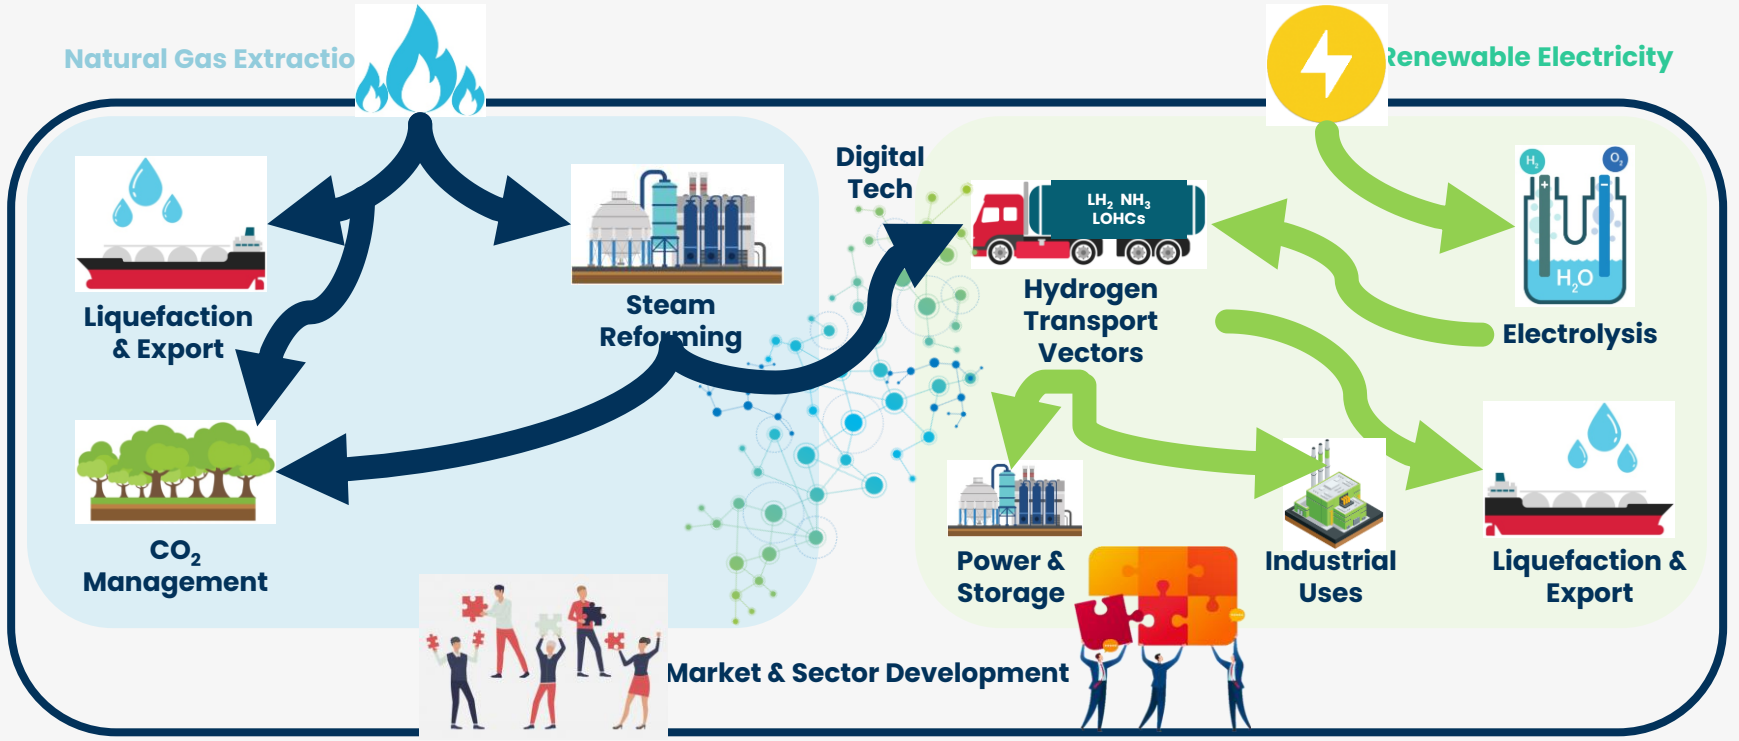 Natural Gas Extractio
Renewable Electricity
Digital
Tech
LH₂ NH₃
LOHCs
H₂
O₂
+
-
H₂O
Liquefaction
& Export
Steam
Reforming
Hydrogen
Transport
Vectors
Electrolysis
CO₂
Management
Power &
Storage
Industrial
Uses
Liquefaction &
Export
Market & Sector Development